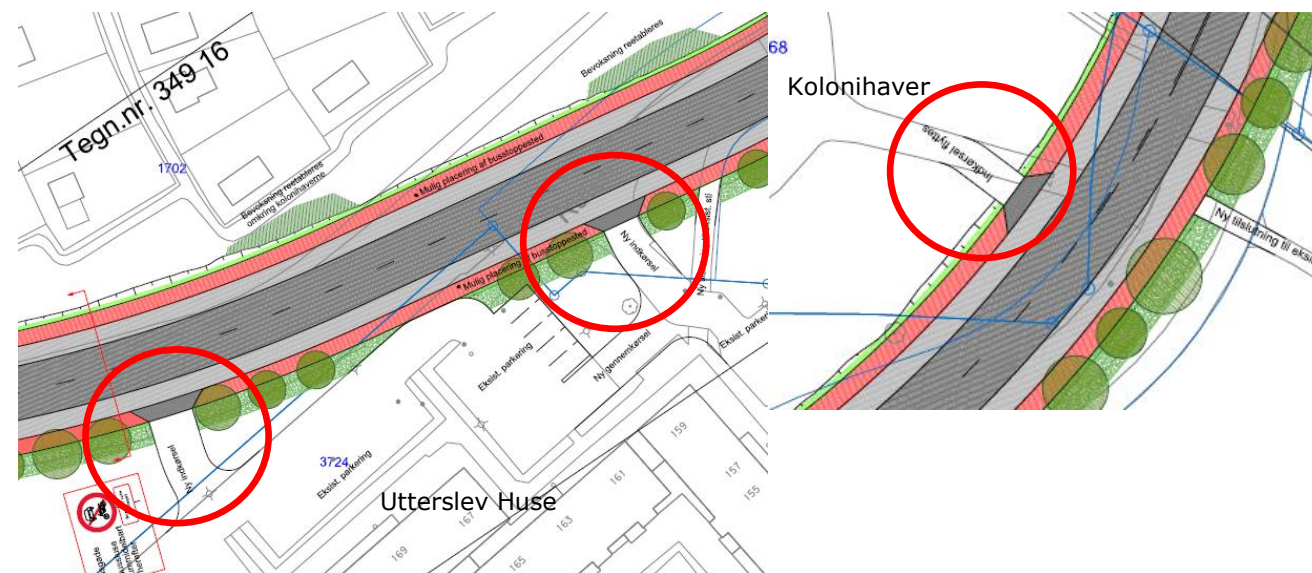 Tegn.nr. 349 16
1702
Bevoksning reetableres
omkring kolonihaverne
Bevoksning reetableres
Mulig placering af busstoppested
Mulig placering af busstoppested
Ny indkørsel
Ny indkørsel
Ny gennemkørsel
Eksist. parkering
Eksist. parkering
Eksist. parkering
3724
Utterslev Huse
169
167
165
163
161
159
157
155
68
Kolonihaver
Indkørsel flyttes
Ny tilslutning til eksist